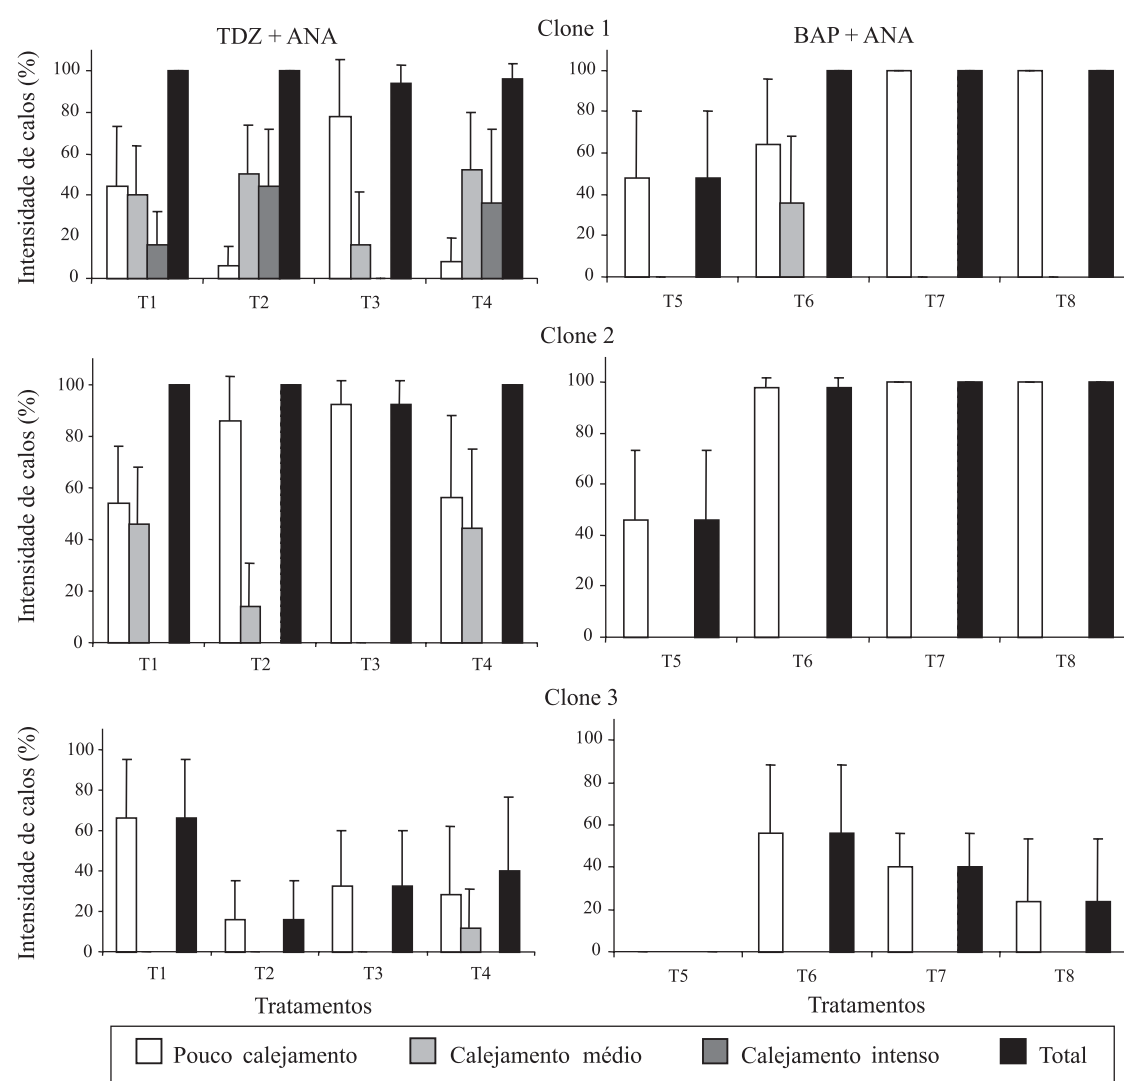 Clone 1
TDZ + ANA
BAP + ANA
Intensidade de calos (%)
100
80
60
40
20
0
T1 T2 T3 T4
100
80
60
40
20
0
T5 T6 T7 T8
Clone 2
Intensidade de calos (%)
100
80
60
40
20
0
T1 T2 T3 T4
100
80
60
40
20
0
T5 T6 T7 T8
Clone 3
Intensidade de calos (%)
100
80
60
40
20
0
T1 T2 T3 T4
Tratamentos
100
80
60
40
20
0
T5 T6 T7 T8
Tratamentos
Pouco calejamento Calejamento médio Calejamento intenso Total